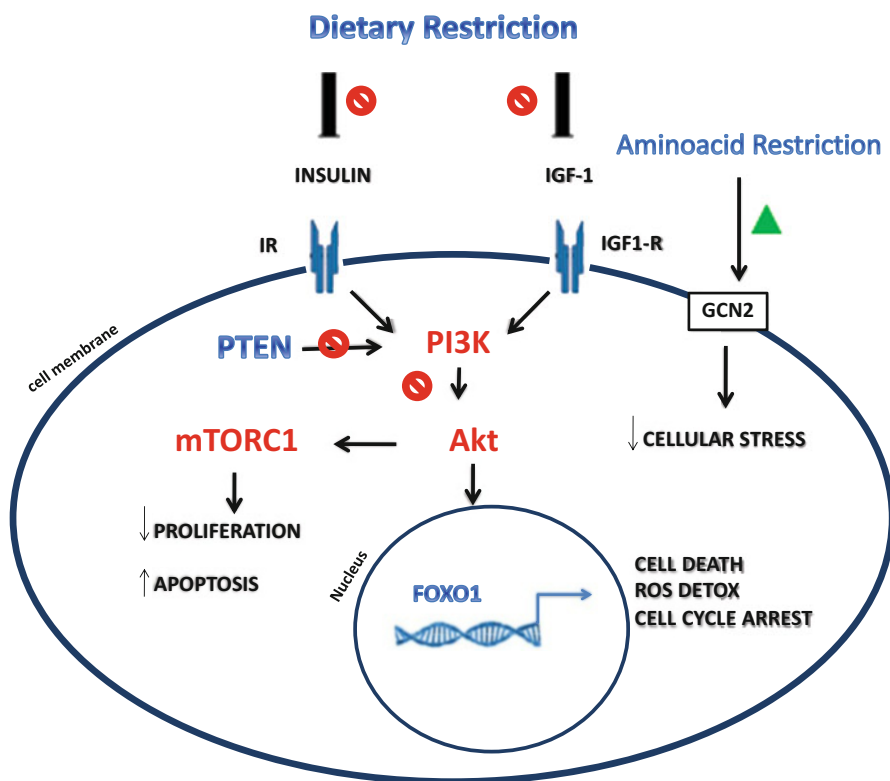 Dietary Restriction
Aminoacid Restriction
INSULIN
IGF-1
IR
IGF1-R
GCN2
cell membrane
PTEN
PI3K
mTORC1
Akt
↓ CELLULAR STRESS
↓ PROLIFERATION
↑ APOPTOSIS
Nucleus
FOXO1
CELL DEATH
ROS DETOX
CELL CYCLE ARREST